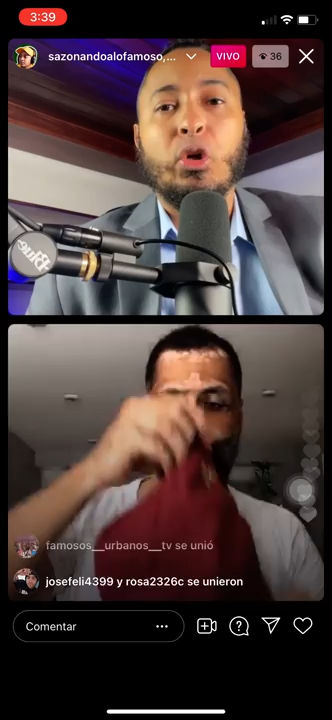 3:39
sazonandoalofamoso,...
VIVO
36
Blue
famosos__urbanos__tv se unió
josefeli4399 y rosa2326c se unieron
Comentar